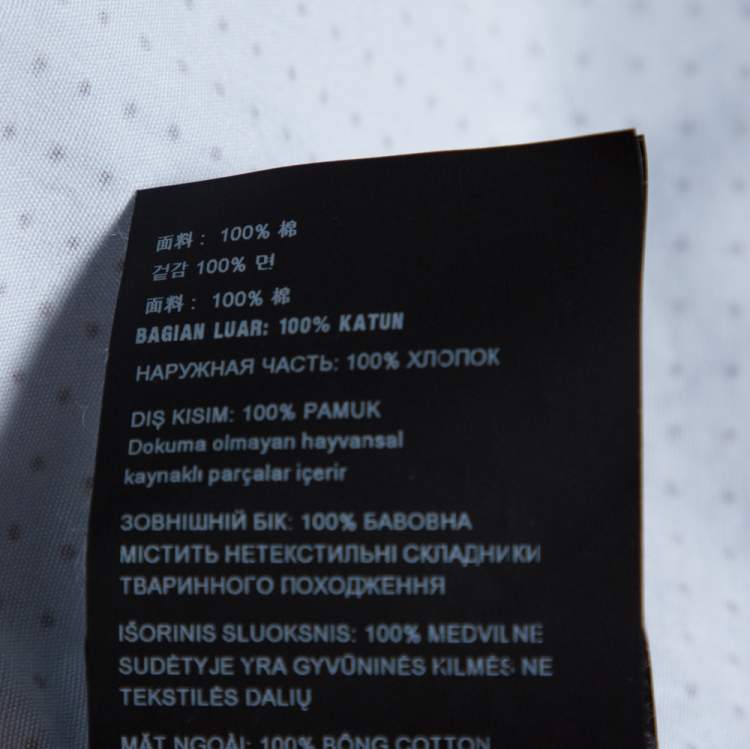 面料： 100% 棉
겉감 100% 면
面料： 100% 棉
BAGIAN LUAR: 100% KATUN
НАРУЖНАЯ ЧАСТЬ: 100% ХЛОПОК
DIŞ KISIM: 100% PAMUK
Dokuma olmayan hayvansal
kaynaklı parçalar içerir
ЗОВНІШНІЙ БІК: 100% БАВОВНА
МІСТИТЬ НЕТЕКСТИЛЬНІ СКЛАДНИКИ
ТВАРИННОГО ПОХОДЖЕННЯ
IŠORINIS SLUOKSNIS: 100% MEDVILNĖ
SUDĖTYJE YRA GYVŪNINĖS KILMĖS NE
TEKSTILĖS DALIŲ
MẶT NGOÀI: 100% BÔNG COTTON